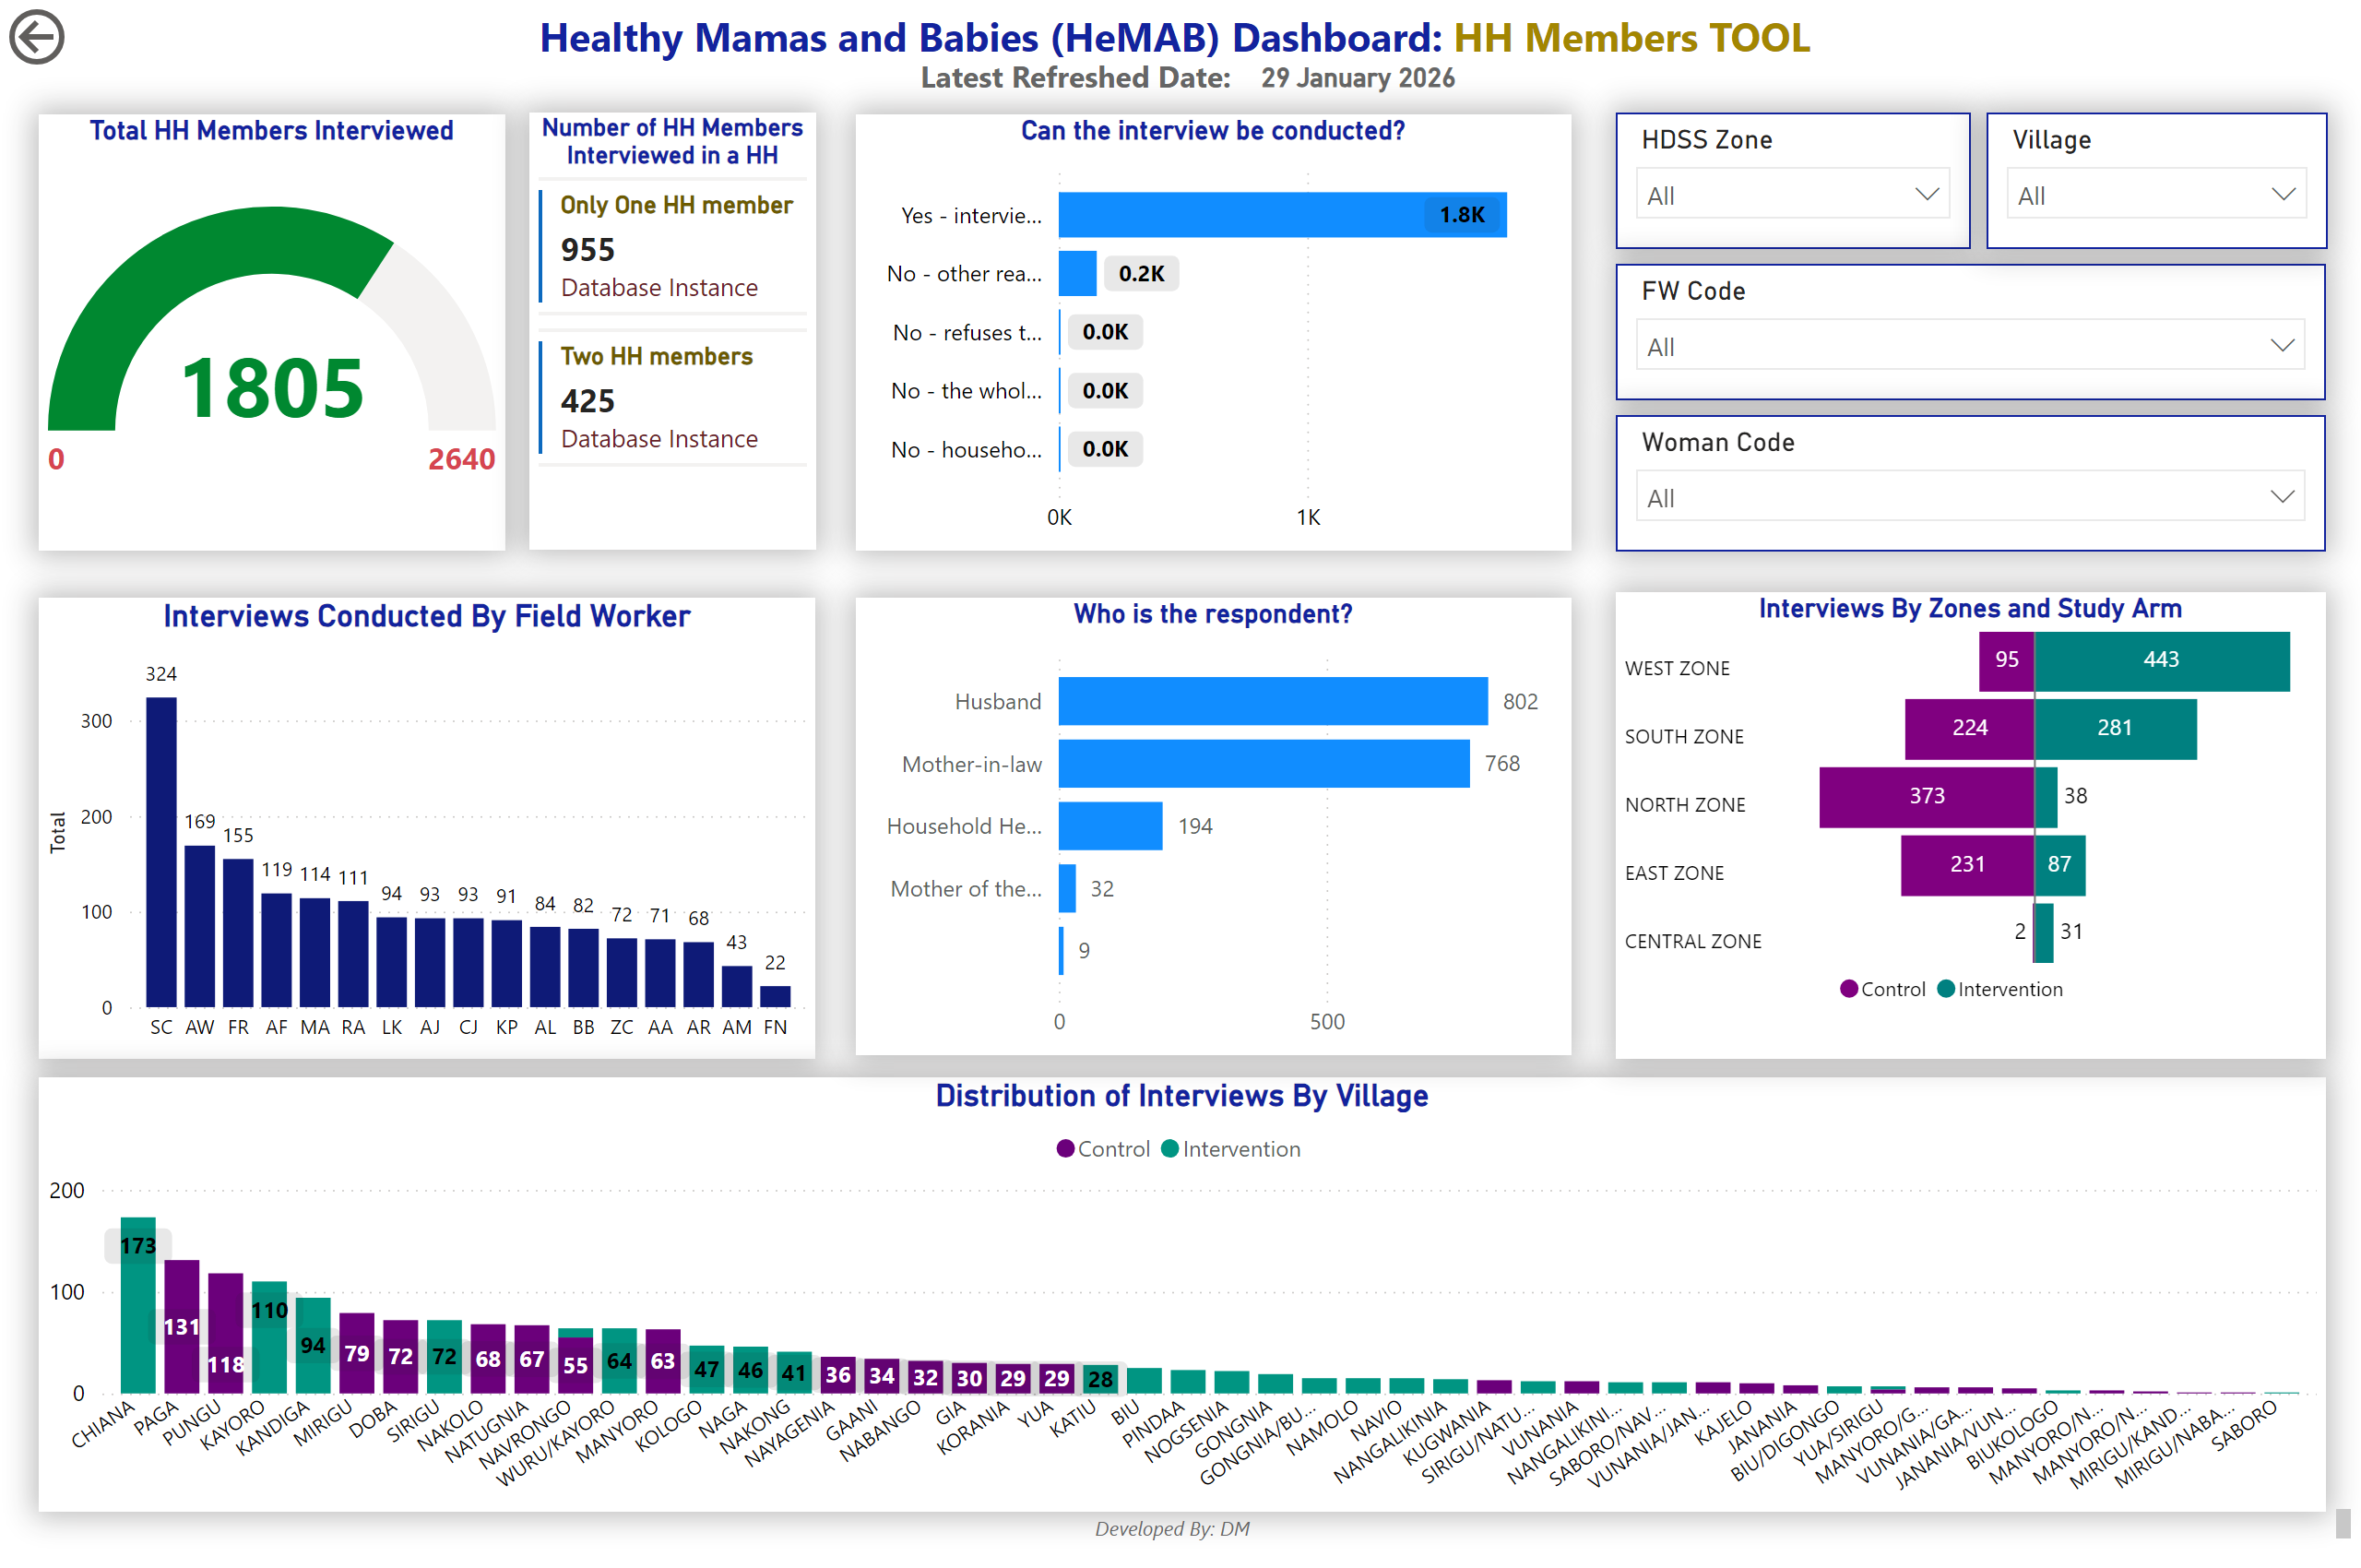 Healthy Mamas and Babies (HeMAB) Dashboard: HH Members TOOL
Latest Refreshed Date: 29 January 2026
Total HH Members Interviewed
1805
0
2640
Number of HH Members
Interviewed in a HH
Only One HH member
955
Database Instance
Two HH members
425
Database Instance
Can the interview be conducted?
Yes - intervie... 1.8K
No - other rea... 0.2K
No - refuses t... 0.0K
No - the whol... 0.0K
No - househo... 0.0K
0K 1K
HDSS Zone
All
Village
All
FW Code
All
Woman Code
All
Interviews Conducted By Field Worker
Total
300
200
100
0
324 169 155 119 114 111 94 93 93 91 84 82 72 71 68 43 22
SC AW FR AF MA RA LK AJ CJ KP AL BB ZC AA AR AM FN
Who is the respondent?
Husband 802
Mother-in-law 768
Household He... 194
Mother of the... 32
9
0 500
Interviews By Zones and Study Arm
WEST ZONE 95 443
SOUTH ZONE 224 281
NORTH ZONE 373 38
EAST ZONE 231 87
CENTRAL ZONE 2 31
Control Intervention
Distribution of Interviews By Village
Control Intervention
200
100
0
173 131 118 110 94 79 72 72 68 67 55 64 63 47 46 41 36 34 32 30 29 29 28
CHIANA
PAGA
PUNGU
KAYORO
KANDIGA
MIRIGU
DOBA
SIRIGU
NAKOLO
NATUGNIA
NAVRONGO
WURU/KAYORO
MANYORO
KOLOGO
NAGA
NAKONG
NAYAGENIA
GAANI
NABANGO
GIA
KORANIA
YUA
KATIU
BIU
PINDAA
NOGSENIA
GONGNIA
GONGNIA/BU...
NAMOLO
NAVIO
NANGALIKINIA
KUGWANIA
SIRIGU/NATU...
VUNANIA
NANGALIKINI...
SABORO/NAV...
VUNANIA/JAN...
KAJELO
JANANIA
BIU/DIGONGO
YUA/SIRIGU
MANYORO/G...
VUNANIA/GA...
JANANIA/VUN...
BIUKOLOGO
MANYORO/N...
MANYORO/N...
MIRIGU/KAND...
MIRIGU/NABA...
SABORO
Developed By: DM